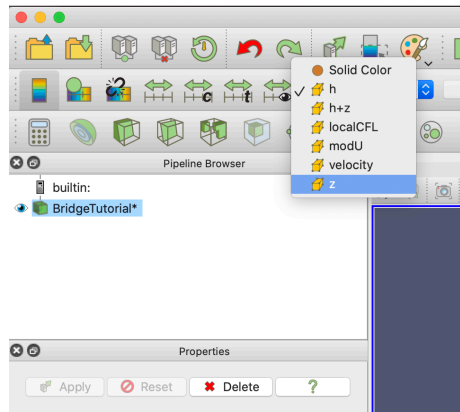 Solid Color
✓ h
h+z
localCFL
modU
velocity
z
C
t
Pipeline Browser
builtin:
BridgeTutorial*
Properties
Apply
Reset
Delete
?